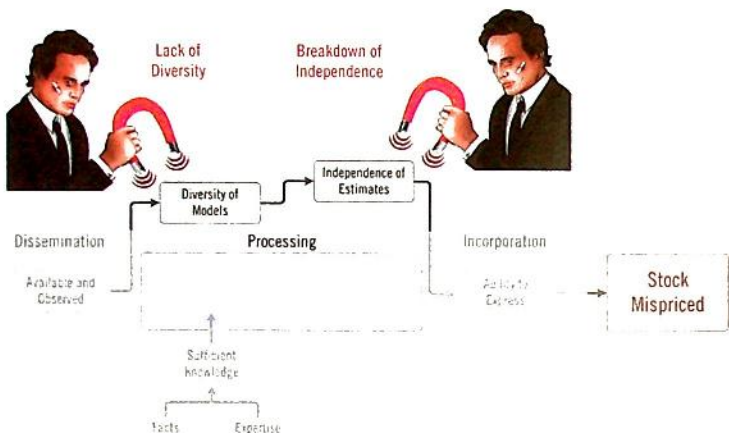 Lack of
Diversity
Breakdown of
Independence
Diversity of
Models
Independence of
Estimates
Dissemination
Processing
Incorporation
Available and
Observed
Ability to
Express
Stock
Mispriced
Sufficient
Knowledge
Facts
Expertise